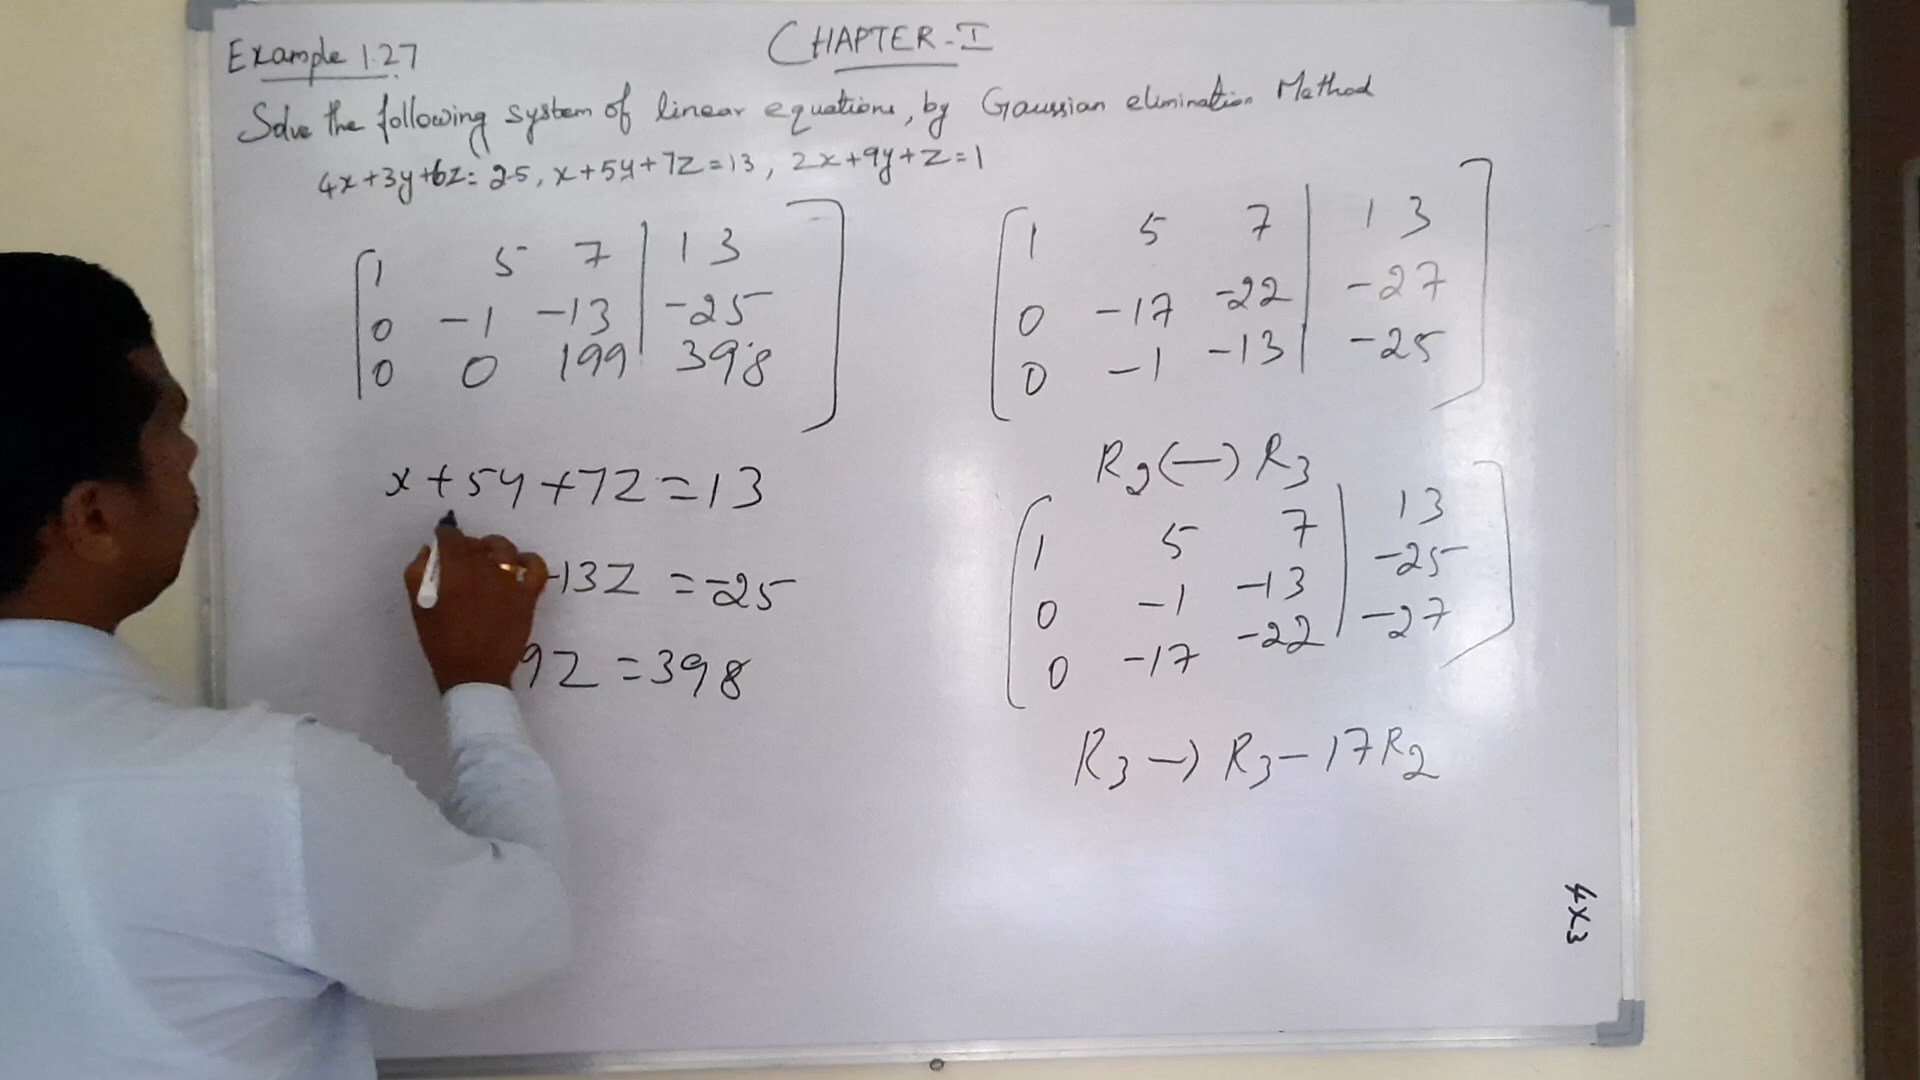 CHAPTER-I
Example 1.27
Solve the following system of linear equations, by Gaussian elimination Method
4x+3y+6z=25, x+5y+7z=13, 2x+9y+z=1
1 5 7 | 13
0 -1 -13 | -25
0 0 199 | 398
x+5y+7z=13
-13z =-25
9z =398
1 5 7 | 13
0 -17 -22 | -27
0 -1 -13 | -25
R2(-) R3
1 5 7 | 13
0 -1 -13 | -25
0 -17 -22 | -27
R3-) R3-17R2
4x3